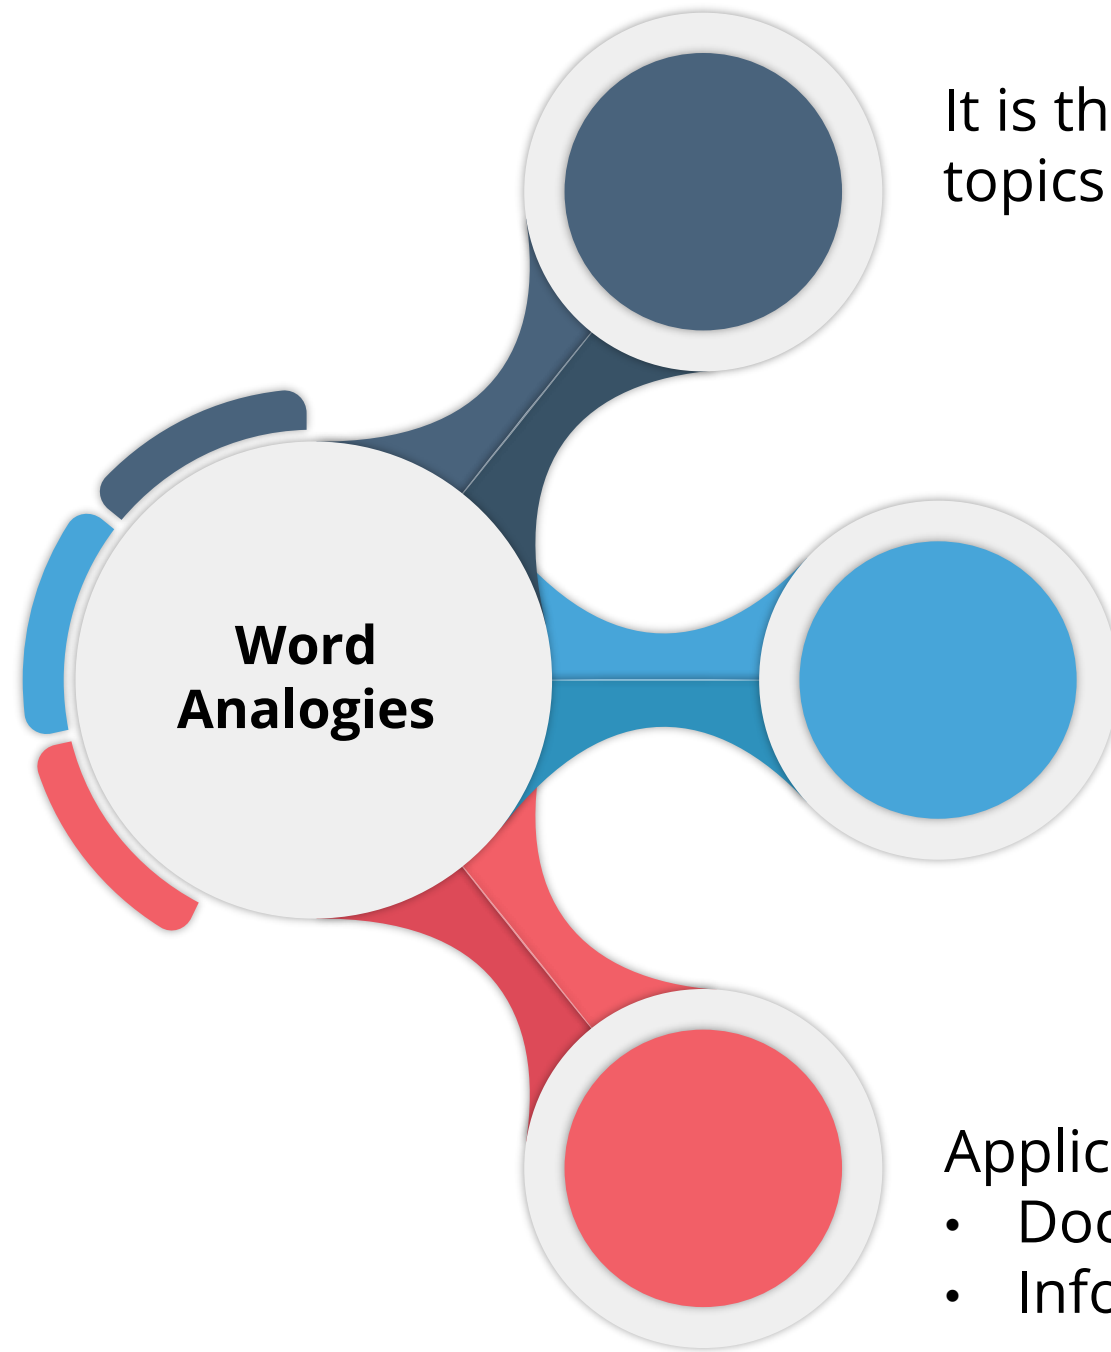 It is th
topics
Word
Analogies
Applic
• Doc
• Info